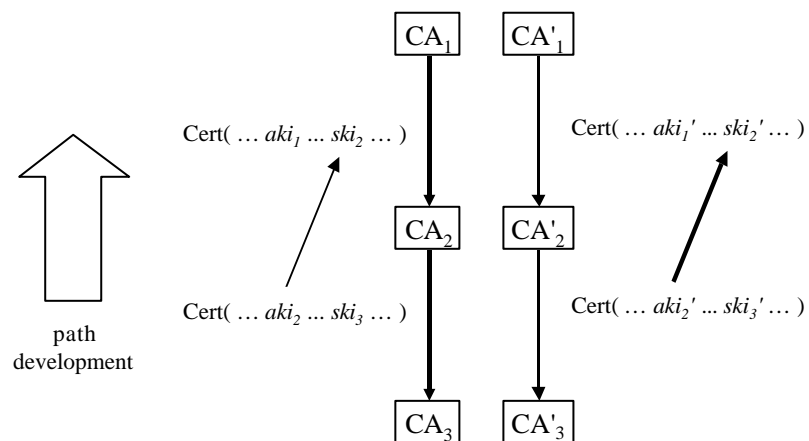 CA₁ CA'₁
Cert( … aki₁ ... ski₂ … ) Cert( … aki₁' ... ski₂' … )
CA₂ CA'₂
Cert( … aki₂ ... ski₃ … ) Cert( … aki₂' ... ski₃' … )
path
development
CA₃ CA'₃